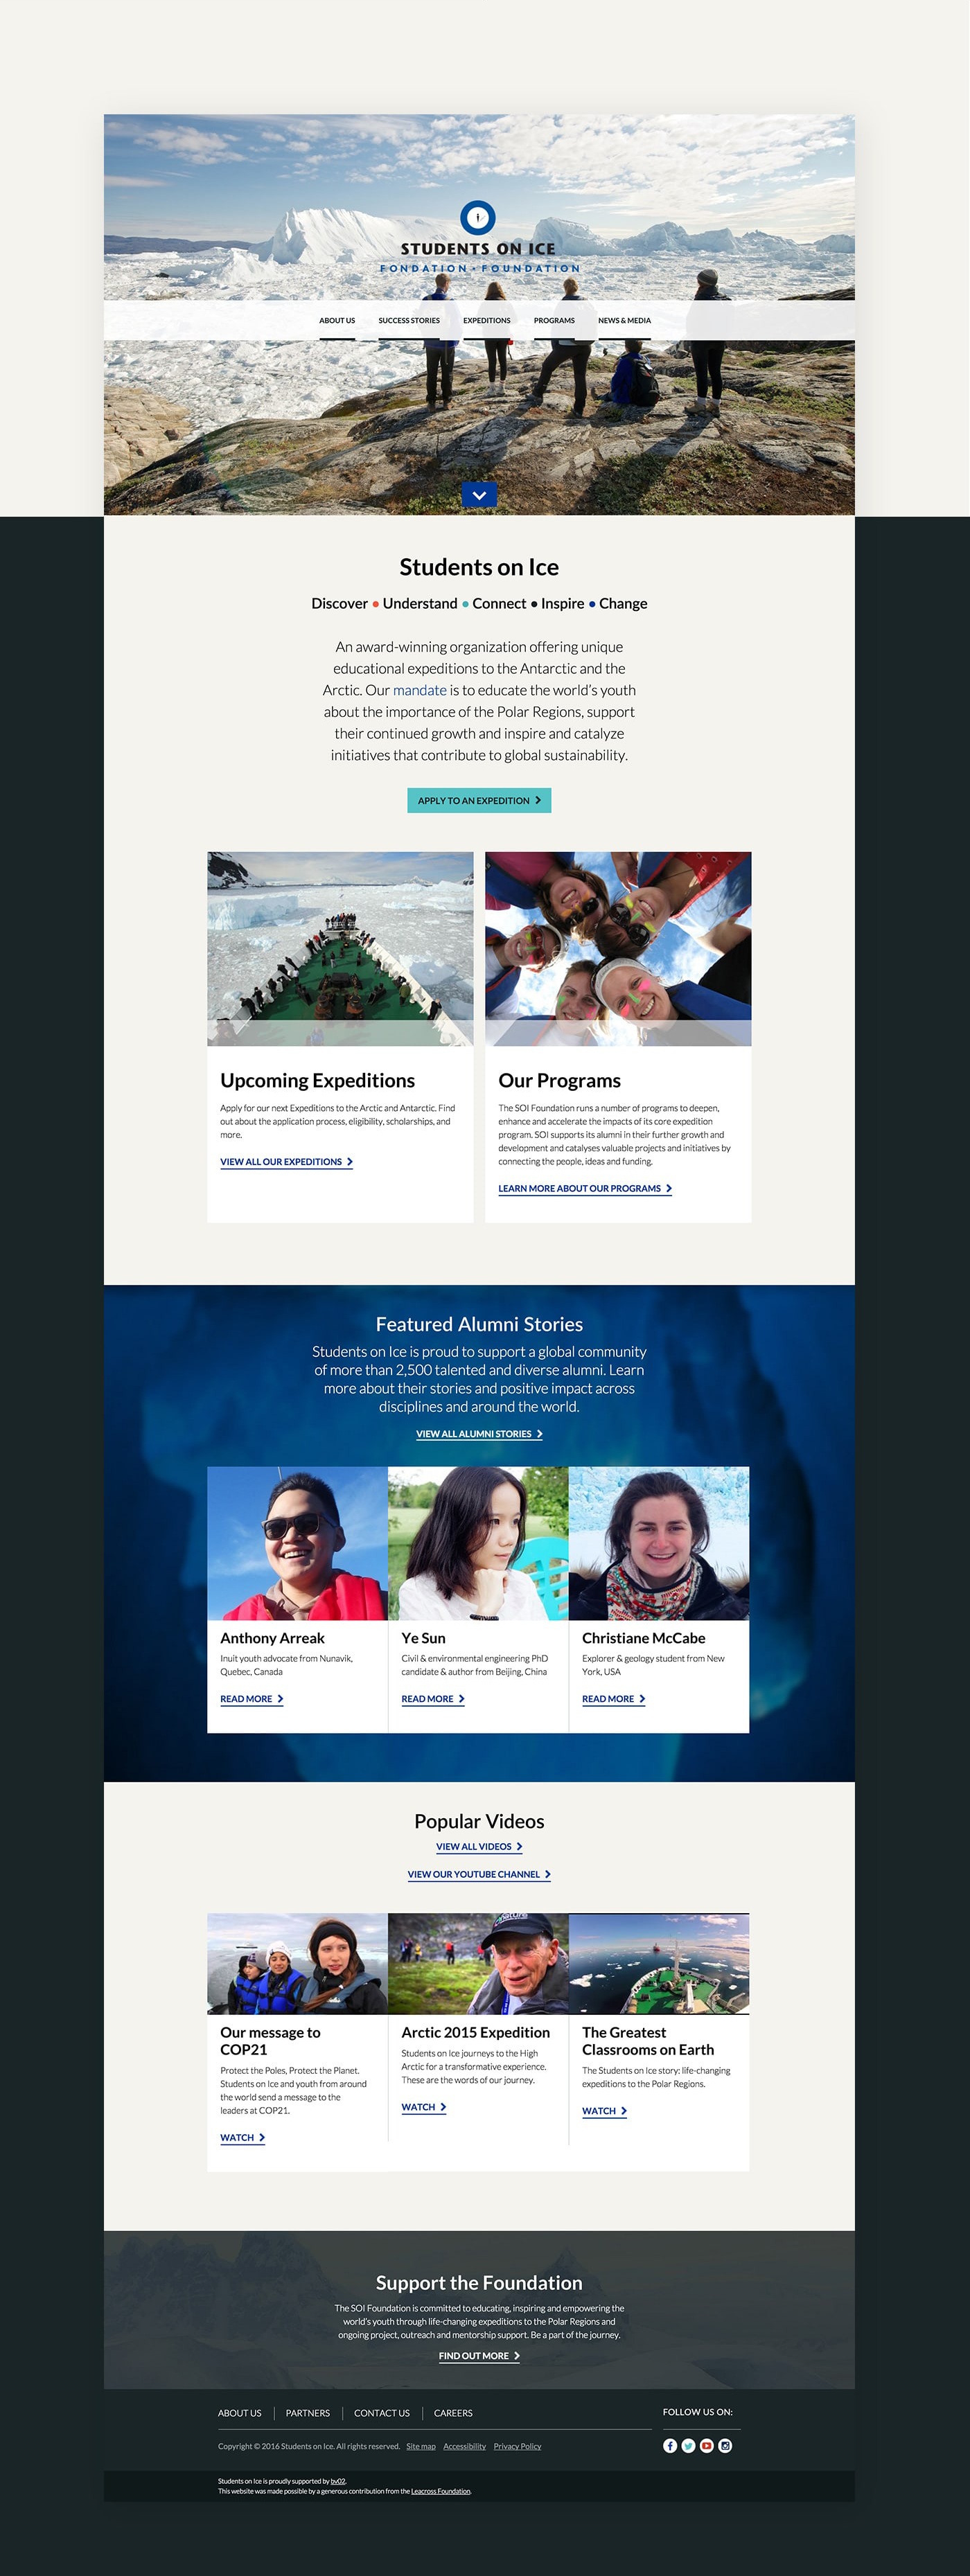 STUDENTS ON ICE
FONDATION • FOUNDATION
ABOUT US
SUCCESS STORIES
EXPEDITIONS
PROGRAMS
NEWS & MEDIA
Students on Ice
Discover • Understand • Connect • Inspire • Change
An award-winning organization offering unique
educational expeditions to the Antarctic and the
Arctic. Our mandate is to educate the world's youth
about the importance of the Polar Regions, support
their continued growth and inspire and catalyze
initiatives that contribute to global sustainability.
APPLY TO AN EXPEDITION
Upcoming Expeditions
Apply for our next Expeditions to the Arctic and Antarctic. Find
out about the application process, eligibility, scholarships, and
more.
VIEW ALL OUR EXPEDITIONS
Our Programs
The SOI Foundation runs a number of programs to deepen,
enhance and accelerate the impacts of its core expedition
program. SOI supports its alumni in their further growth and
development and catalyses valuable projects and initiatives by
connecting the people, ideas and funding.
LEARN MORE ABOUT OUR PROGRAMS
Featured Alumni Stories
Students on Ice is proud to support a global community
of more than 2,500 talented and diverse alumni. Learn
more about their stories and positive impact across
disciplines and around the world.
VIEW ALL ALUMNI STORIES
Anthony Arreak
Inuit youth advocate from Nunavik,
Quebec, Canada
READ MORE
Ye Sun
Civil & environmental engineering PhD
candidate & author from Beijing, China
READ MORE
Christiane McCabe
Explorer & geology student from New
York, USA
READ MORE
Popular Videos
VIEW ALL VIDEOS
VIEW OUR YOUTUBE CHANNEL
Our message to
COP21
Protect the Poles, Protect the Planet.
Students on Ice and youth from around
the world send a message to the
leaders at COP21.
WATCH
Arctic 2015 Expedition
Students on Ice journeys to the High
Arctic for a transformative experience.
These are the words of our journey.
WATCH
The Greatest
Classrooms on Earth
The Students on Ice story: life-changing
expeditions to the Polar Regions.
WATCH
Support the Foundation
The SOI Foundation is committed to educating, inspiring and empowering the
world's youth through life-changing expeditions to the Polar Regions and
ongoing project, outreach and mentorship support. Be a part of the journey.
FIND OUT MORE
ABOUT US
PARTNERS
CONTACT US
CAREERS
FOLLOW US ON:
Copyright © 2016 Students on Ice. All rights reserved. Site map Accessibility Privacy Policy
Students on Ice is proudly supported by bv02.
This website was made possible by a generous contribution from the Leacross Foundation.